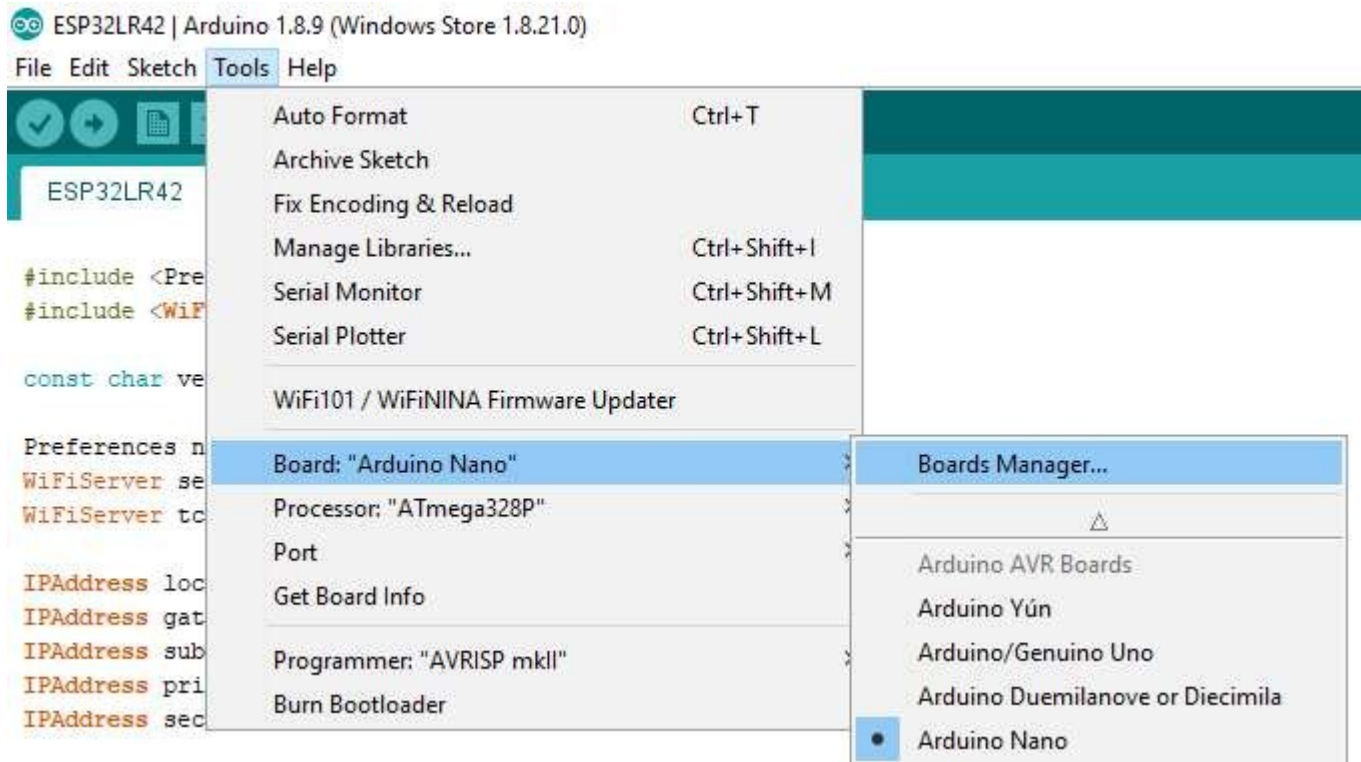 ESP32LR42 | Arduino 1.8.9 (Windows Store 1.8.21.0)
File Edit Sketch Tools Help
ESP32LR42
#include <Pre
#include <WiF
const char ve
Preferences n
WiFiServer se
WiFiServer tc
IPAddress loc
IPAddress gat
IPAddress sub
IPAddress pri
IPAddress sec
Auto Format Ctrl+T
Archive Sketch
Fix Encoding & Reload
Manage Libraries... Ctrl+Shift+I
Serial Monitor Ctrl+Shift+M
Serial Plotter Ctrl+Shift+L
WiFi101 / WiFiNINA Firmware Updater
Board: "Arduino Nano"
Processor: "ATmega328P"
Port
Get Board Info
Programmer: "AVRISP mkII"
Burn Bootloader
Boards Manager...
Arduino AVR Boards
Arduino Yún
Arduino/Genuino Uno
Arduino Duemilanove or Diecimila
Arduino Nano